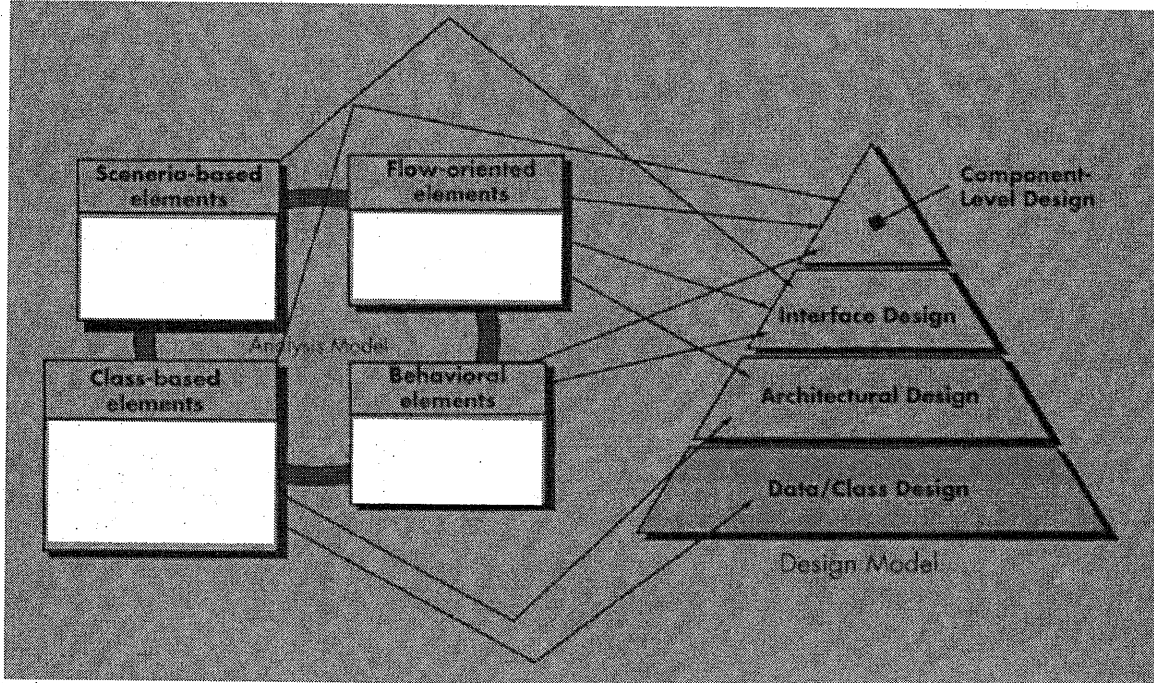 Scenerio-based
elements
Flow-oriented
elements
Analysis Model
Class-based
elements
Behavioral
elements
Component-
Level Design
Interface Design
Architectural Design
Data/Class Design
Design Model